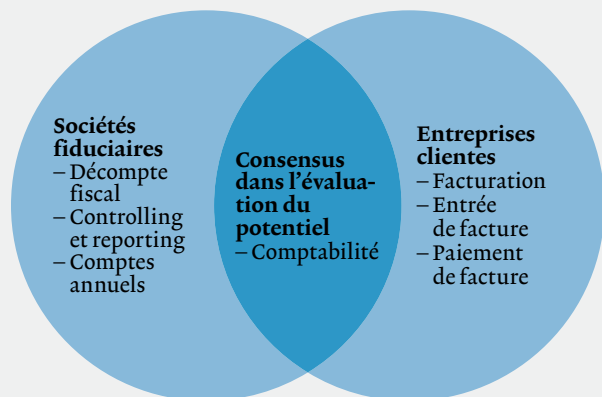 Sociétés
fiduciaires
– Décompte
fiscal
– Controlling
et reporting
– Comptes
annuels
Consensus
dans l’évalua-
tion du
potentiel
– Comptabilité
Entreprises
clientes
– Facturation
– Entrée
de facture
– Paiement
de facture